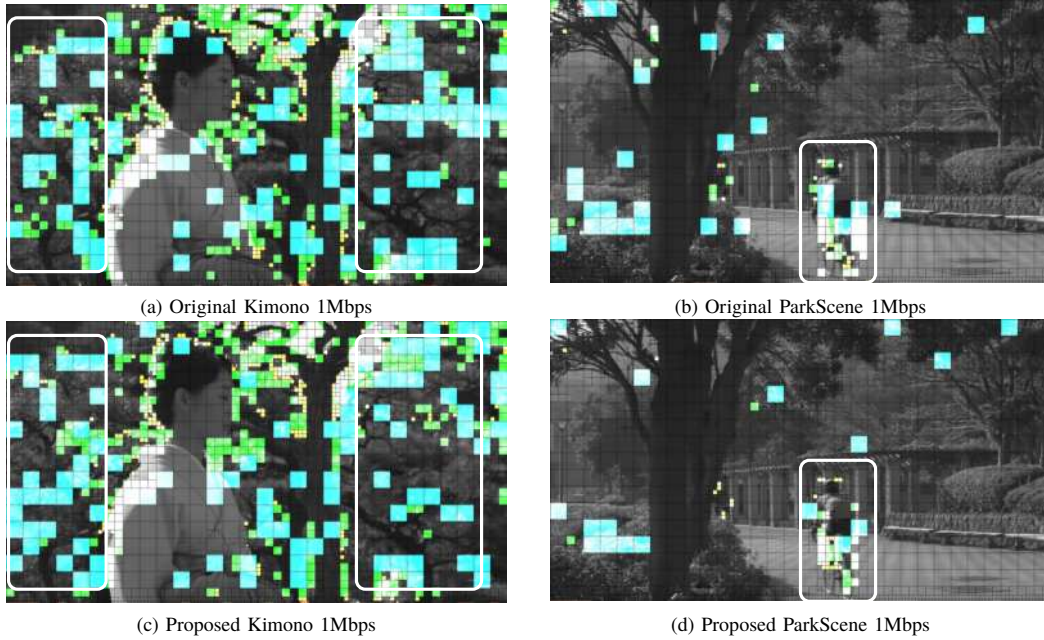 (a) Original Kimono 1Mbps
(b) Original ParkScene 1Mbps
(c) Proposed Kimono 1Mbps
(d) Proposed ParkScene 1Mbps